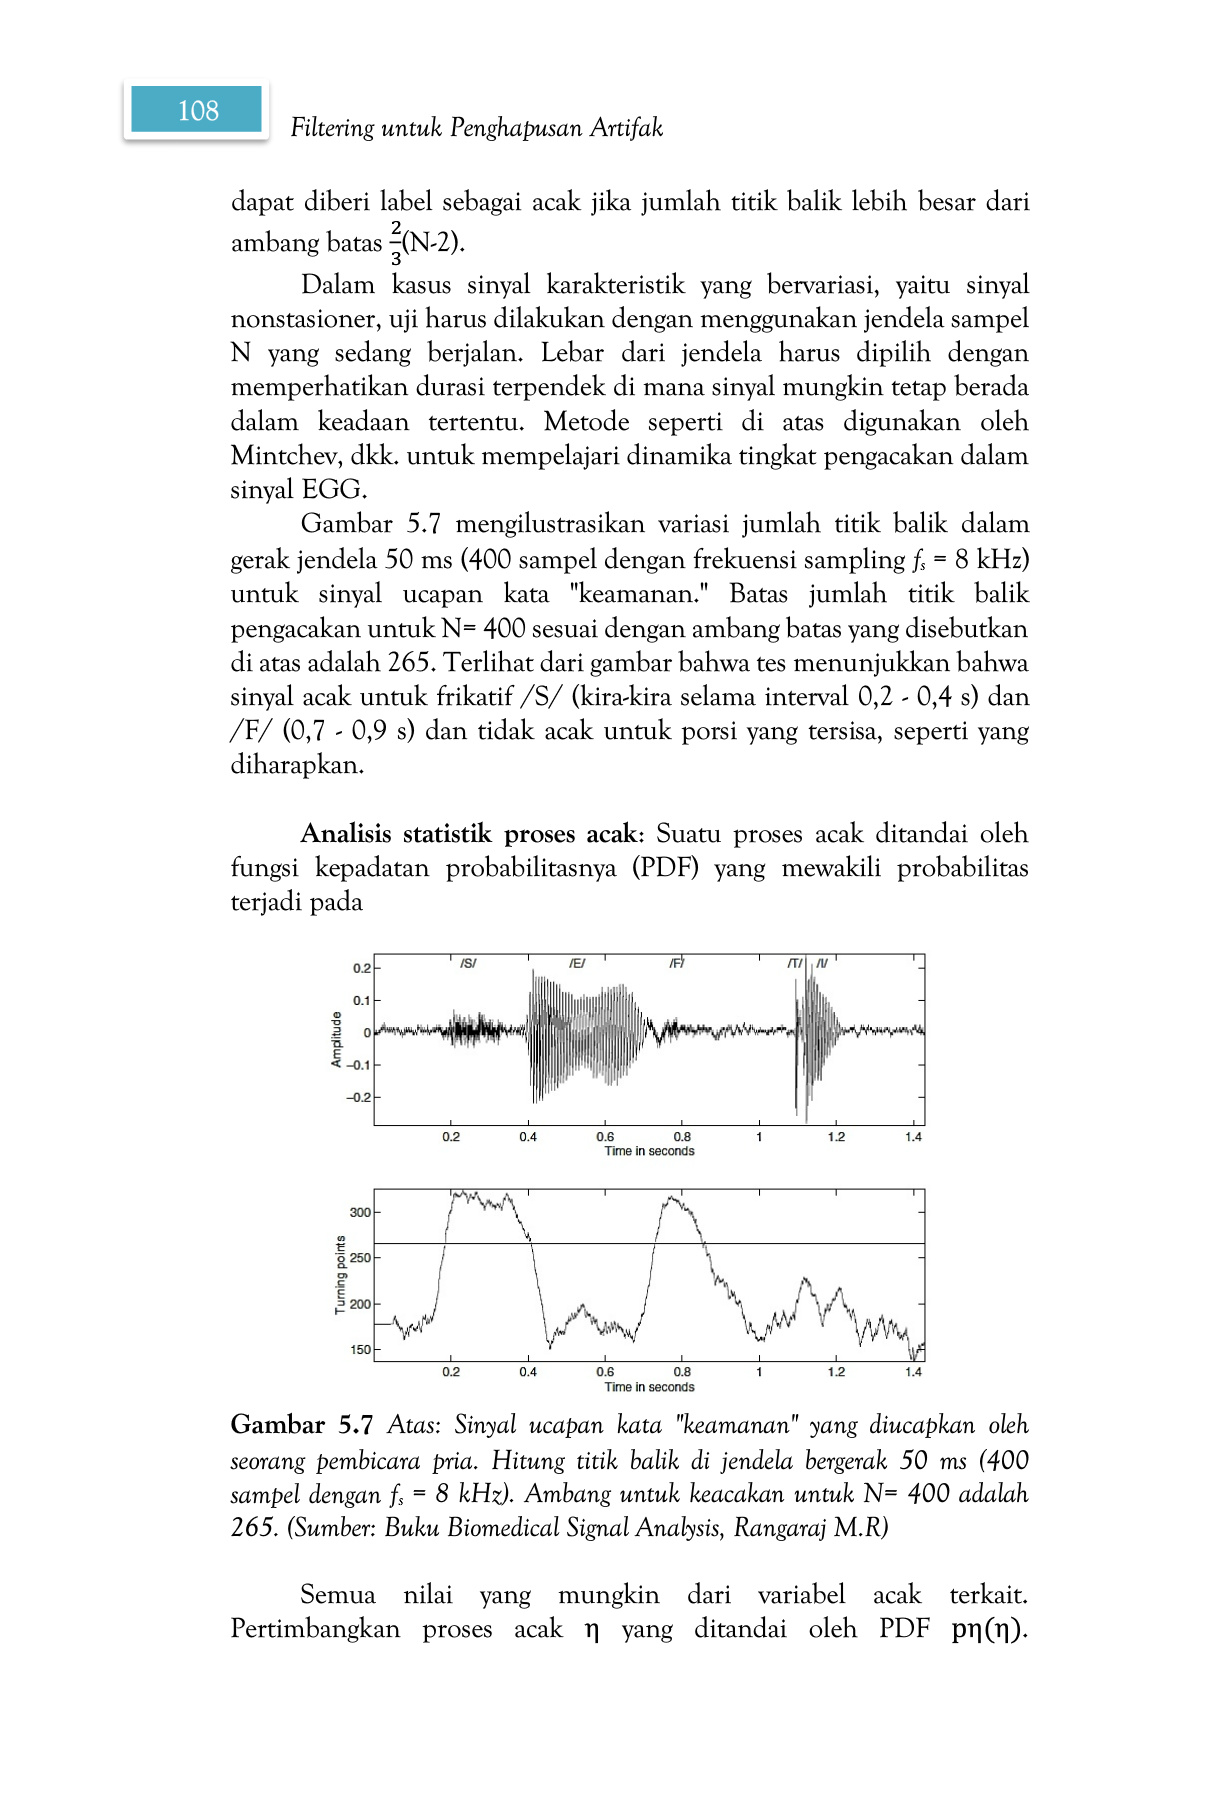 108
Filtering untuk Penghapusan Artifak
dapat diberi label sebagai acak jika jumlah titik balik lebih besar dari
ambang batas 2/3(N-2).
Dalam kasus sinyal karakteristik yang bervariasi, yaitu sinyal
nonstasioner, uji harus dilakukan dengan menggunakan jendela sampel
N yang sedang berjalan. Lebar dari jendela harus dipilih dengan
memperhatikan durasi terpendek di mana sinyal mungkin tetap berada
dalam keadaan tertentu. Metode seperti di atas digunakan oleh
Mintchev, dkk. untuk mempelajari dinamika tingkat pengacakan dalam
sinyal EGG.
Gambar 5.7 mengilustrasikan variasi jumlah titik balik dalam
gerak jendela 50 ms (400 sampel dengan frekuensi sampling fs = 8 kHz)
untuk sinyal ucapan kata "keamanan." Batas jumlah titik balik
pengacakan untuk N= 400 sesuai dengan ambang batas yang disebutkan
di atas adalah 265. Terlihat dari gambar bahwa tes menunjukkan bahwa
sinyal acak untuk frikatif /S/ (kira-kira selama interval 0,2 - 0,4 s) dan
/F/ (0,7 - 0,9 s) dan tidak acak untuk porsi yang tersisa, seperti yang
diharapkan.
Analisis statistik proses acak: Suatu proses acak ditandai oleh
fungsi kepadatan probabilitasnya (PDF) yang mewakili probabilitas
terjadi pada
/S/ /E/ /F/ /T/ /I/
0.2
0.1
0
-0.1
-0.2
Amplitude
0.2 0.4 0.6 0.8 1 1.2 1.4
Time in seconds
300
250
200
150
Turning points
0.2 0.4 0.6 0.8 1 1.2 1.4
Time in seconds
Gambar 5.7 Atas: Sinyal ucapan kata "keamanan" yang diucapkan oleh
seorang pembicara pria. Hitung titik balik di jendela bergerak 50 ms (400
sampel dengan fs = 8 kHz). Ambang untuk keacakan untuk N= 400 adalah
265. (Sumber: Buku Biomedical Signal Analysis, Rangaraj M.R)
Semua nilai yang mungkin dari variabel acak terkait.
Pertimbangkan proses acak η yang ditandai oleh PDF pη(η).